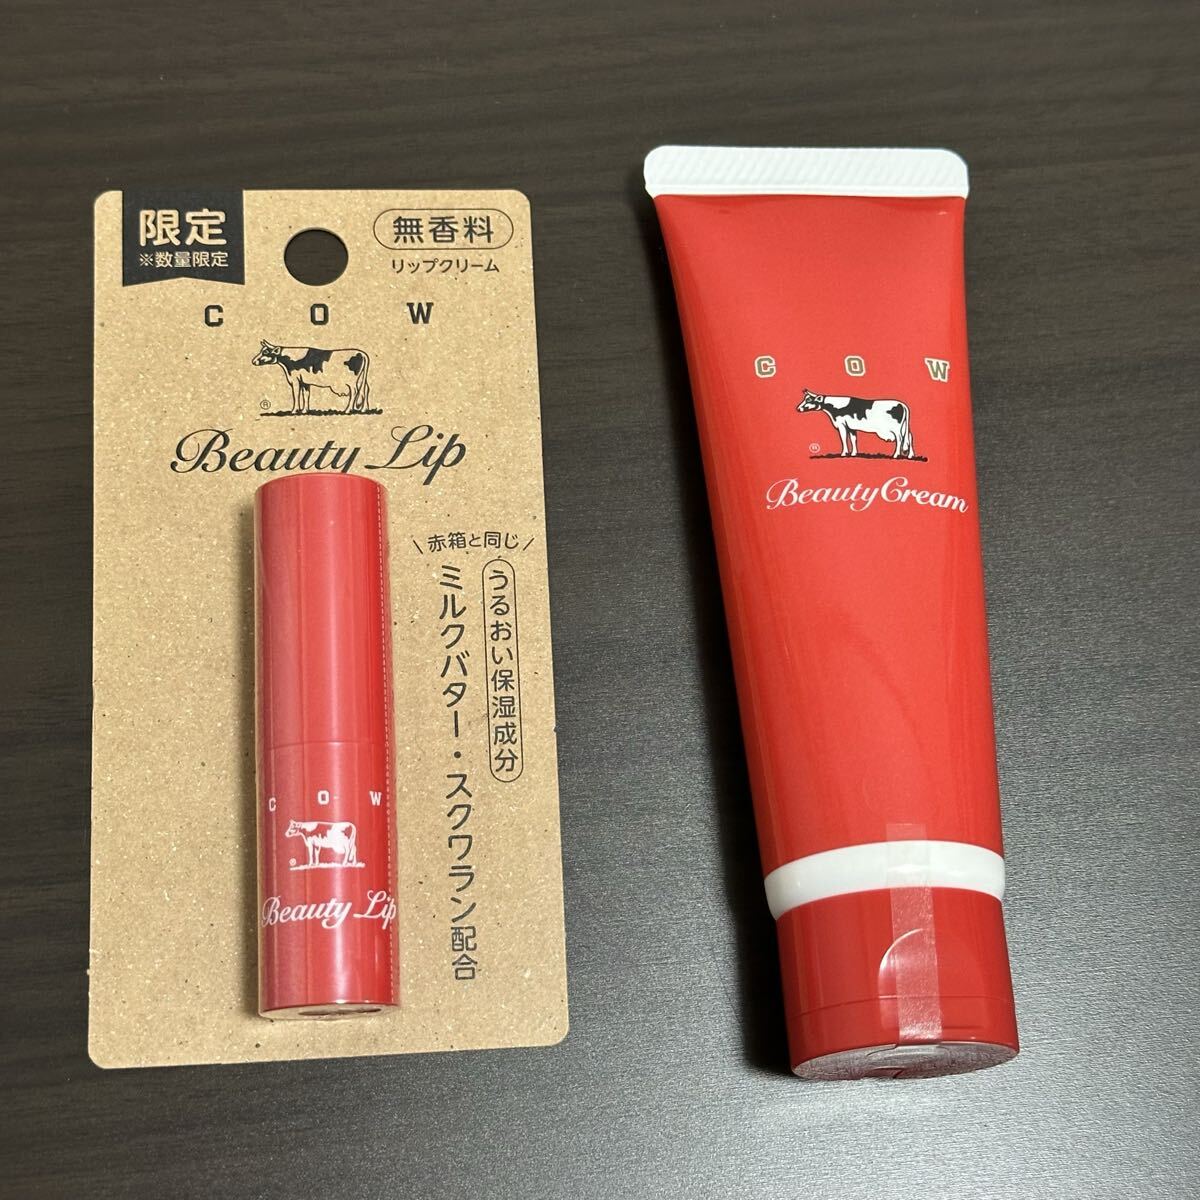 限定
※数量限定
無香料
リップクリーム
COW
®
Beauty Lip
\赤箱と同じ/
うるおい保湿成分
ミルクバター・スクワラン配合
COW
®
Beauty Lip
COW
®
Beauty Cream